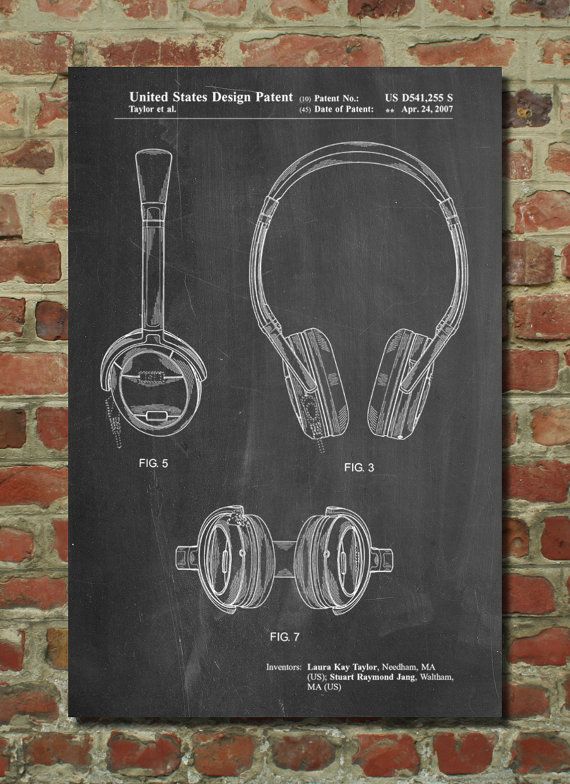 United States Design Patent (10) Patent No.: US D541,255 S
Taylor et al. (45) Date of Patent: ** Apr. 24, 2007
FIG. 5
FIG. 3
FIG. 7
Inventors: Laura Kay Taylor, Needham, MA
(US); Stuart Raymond Jang, Waltham,
MA (US)